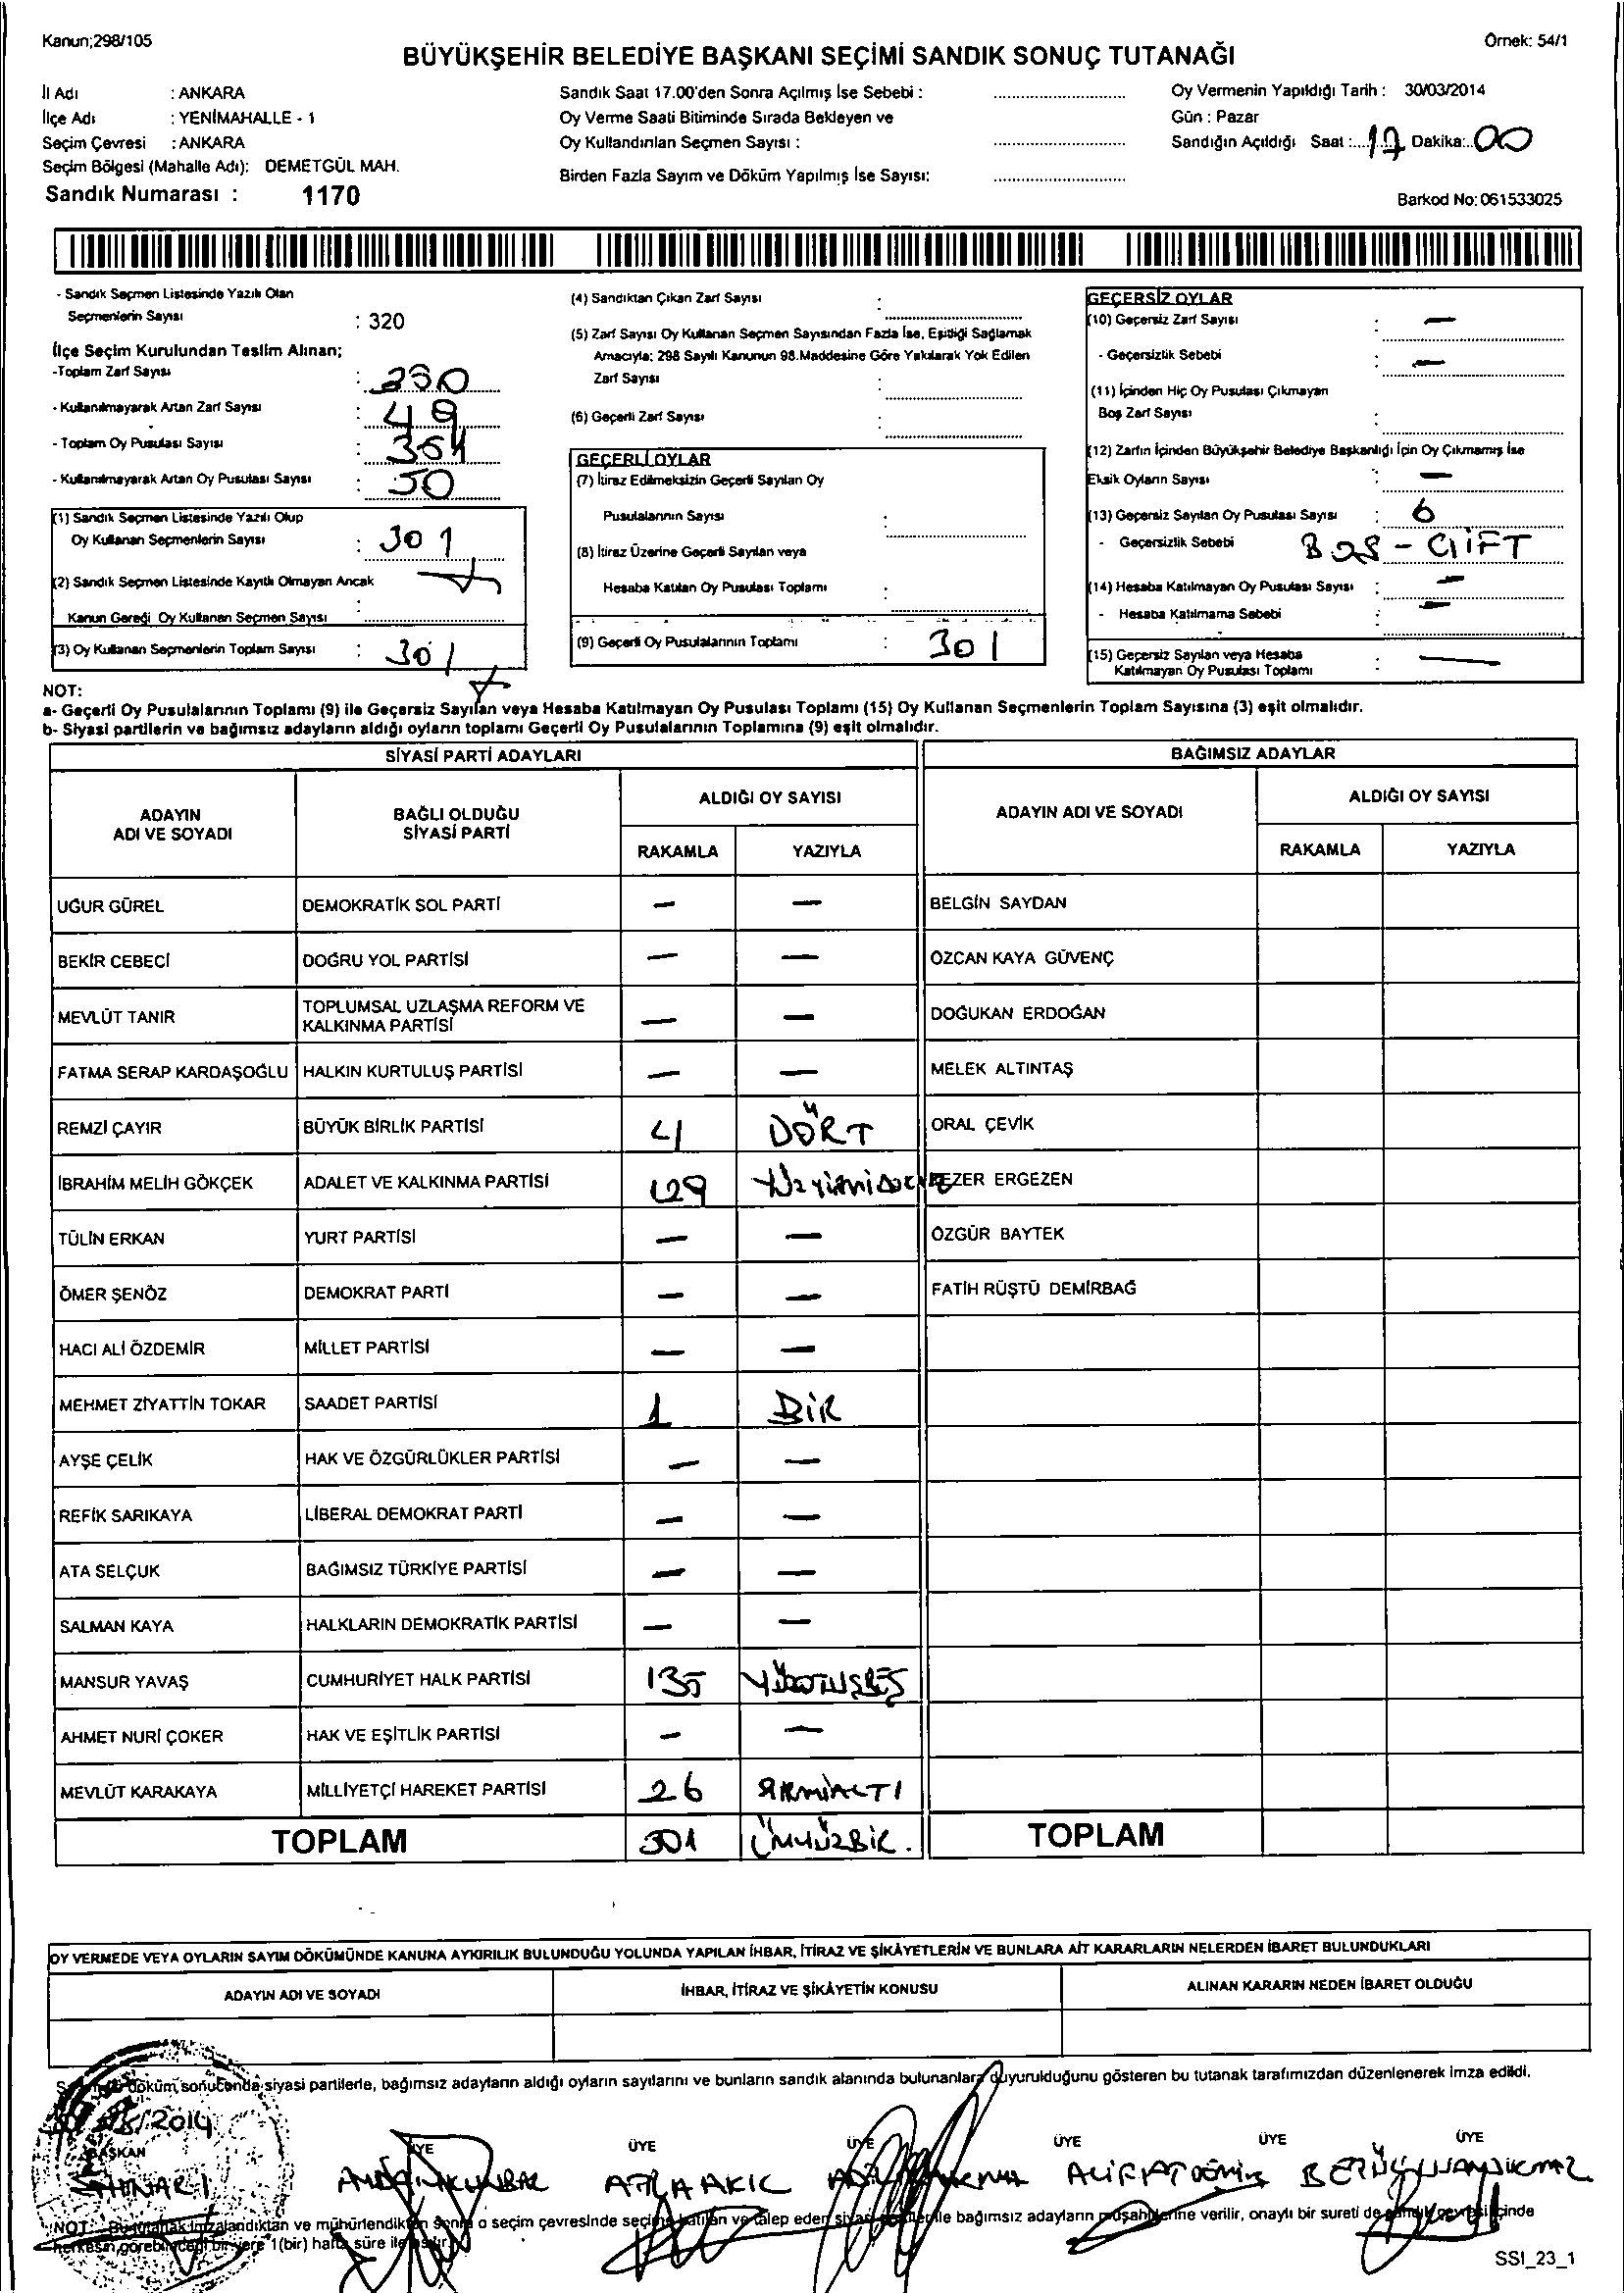 Kanun;298/105
Örnek: 54/1
BÜYÜKŞEHİR BELEDİYE BAŞKANI SEÇİMİ SANDIK SONUÇ TUTANAĞI
İl Adı : ANKARA
İlçe Adı : YENİMAHALLE - 1
Seçim Çevresi : ANKARA
Seçim Bölgesi (Mahalle Adı): DEMETGÜL MAH.
Sandık Numarası : 1170
Sandık Saat 17.00'den Sonra Açılmış İse Sebebi :
Oy Verme Saati Bitiminde Sırada Bekleyen ve
Oy Kullandırılan Seçmen Sayısı :
Birden Fazla Sayım ve Döküm Yapılmış İse Sayısı:
Oy Vermenin Yapıldığı Tarih : 30/03/2014
Gün : Pazar
Sandığın Açıldığı Saat : 17 Dakika: 00
Barkod No: 061533025
- Sandık Seçmen Listesinde Yazılı Olan
Seçmenlerin Sayısı : 320
İlçe Seçim Kurulundan Teslim Alınan;
-Toplam Zarf Sayısı :
- Kullanılmayarak Artan Zarf Sayısı : 49
- Toplam Oy Pusulası Sayısı :
- Kullanılmayarak Artan Oy Pusulası Sayısı : 50
(1) Sandık Seçmen Listesinde Yazılı Olup
Oy Kullanan Seçmenlerin Sayısı : 301
(2) Sandık Seçmen Listesinde Kayıtlı Olmayan Ancak
Kanun Gereği Oy Kullanan Seçmen Sayısı :
(3) Oy Kullanan Seçmenlerin Toplam Sayısı : 301
(4) Sandıktan Çıkan Zarf Sayısı :
(5) Zarf Sayısı Oy Kullanan Seçmen Sayısından Fazla İse, Eşitliği Sağlamak
Amacıyla; 298 Sayılı Kanunun 98.Maddesine Göre Yakılarak Yok Edilen
Zarf Sayısı :
(6) Geçerli Zarf Sayısı :
GEÇERLİ OYLAR
(7) İtiraz Edilmeksizin Geçerli Sayılan Oy
Pusulalarının Sayısı :
(8) İtiraz Üzerine Geçerli Sayılan veya
Hesaba Katılan Oy Pusulası Toplamı :
(9) Geçerli Oy Pusulalarının Toplamı : 301
GEÇERSİZ OYLAR
(10) Geçersiz Zarf Sayısı : —
- Geçersizlik Sebebi : —
(11) İçinden Hiç Oy Pusulası Çıkmayan
Boş Zarf Sayısı :
(12) Zarfın İçinden Büyükşehir Belediye Başkanlığı İçin Oy Çıkmamış İse
Eksik Oyların Sayısı : —
(13) Geçersiz Sayılan Oy Pusulası Sayısı : 6
- Geçersizlik Sebebi : BOŞ - ÇİFT
(14) Hesaba Katılmayan Oy Pusulası Sayısı : —
- Hesaba Katılmama Sebebi : —
(15) Geçersiz Sayılan veya Hesaba
Katılmayan Oy Pusulası Toplamı : —
NOT:
a- Geçerli Oy Pusulalarının Toplamı (9) ile Geçersiz Sayılan veya Hesaba Katılmayan Oy Pusulası Toplamı (15) Oy Kullanan Seçmenlerin Toplam Sayısına (3) eşit olmalıdır.
b- Siyasi partilerin ve bağımsız adayların aldığı oyların toplamı Geçerli Oy Pusulalarının Toplamına (9) eşit olmalıdır.
SİYASİ PARTİ ADAYLARI
ADAYIN ADI VE SOYADI
BAĞLI OLDUĞU SİYASİ PARTİ
ALDIĞI OY SAYISI
RAKAMLA YAZIYLA
UĞUR GÜREL DEMOKRATİK SOL PARTİ — —
BEKİR CEBECİ DOĞRU YOL PARTİSİ — —
MEVLÜT TANIR TOPLUMSAL UZLAŞMA REFORM VE KALKINMA PARTİSİ — —
FATMA SERAP KARDAŞOĞLU HALKIN KURTULUŞ PARTİSİ — —
REMZİ ÇAYIR BÜYÜK BİRLİK PARTİSİ 4 DÖRT
İBRAHİM MELİH GÖKÇEK ADALET VE KALKINMA PARTİSİ 129
TÜLİN ERKAN YURT PARTİSİ — —
ÖMER ŞENÖZ DEMOKRAT PARTİ — —
HACI ALİ ÖZDEMİR MİLLET PARTİSİ — —
MEHMET ZİYATTİN TOKAR SAADET PARTİSİ 1 BİR
AYŞE ÇELİK HAK VE ÖZGÜRLÜKLER PARTİSİ — —
REFİK SARIKAYA LİBERAL DEMOKRAT PARTİ — —
ATA SELÇUK BAĞIMSIZ TÜRKİYE PARTİSİ — —
SALMAN KAYA HALKLARIN DEMOKRATİK PARTİSİ — —
MANSUR YAVAŞ CUMHURİYET HALK PARTİSİ 135
AHMET NURİ ÇOKER HAK VE EŞİTLİK PARTİSİ — —
MEVLÜT KARAKAYA MİLLİYETÇİ HAREKET PARTİSİ 26
TOPLAM 301
BAĞIMSIZ ADAYLAR
ADAYIN ADI VE SOYADI
ALDIĞI OY SAYISI
RAKAMLA YAZIYLA
BELGİN SAYDAN
ÖZCAN KAYA GÜVENÇ
DOĞUKAN ERDOĞAN
MELEK ALTINTAŞ
ORAL ÇEVİK
EZER ERGEZEN
ÖZGÜR BAYTEK
FATİH RÜŞTÜ DEMİRBAĞ
TOPLAM
OY VERMEDE VEYA OYLARIN SAYIM DÖKÜMÜNDE KANUNA AYKIRILIK BULUNDUĞU YOLUNDA YAPILAN İHBAR, İTİRAZ VE ŞİKÂYETLERİN VE BUNLARA AİT KARARLARIN NELERDEN İBARET BULUNDUKLARI
ADAYIN ADI VE SOYADI
İHBAR, İTİRAZ VE ŞİKÂYETİN KONUSU
ALINAN KARARIN NEDEN İBARET OLDUĞU
döküm sonucunda siyasi partilerle, bağımsız adayların aldığı oyların sayılarını ve bunların sandık alanında bulunanlara duyurulduğunu gösteren bu tutanak tarafımızdan düzenlenerek imza edildi.
/2014
BAŞKAN ÜYE ÜYE ÜYE ÜYE ÜYE ÜYE
NOT: Bu tutanak imzalandıktan ve mühürlendikten sonra o seçim çevresinde seçime katılan ve talep eden siyasi partiler ile bağımsız adayların müşahitlerine verilir, onaylı bir sureti de sandık çevresi içinde
herkesin görebileceği bir yere 1(bir) hafta süre ile asılır.
SSI_23_1